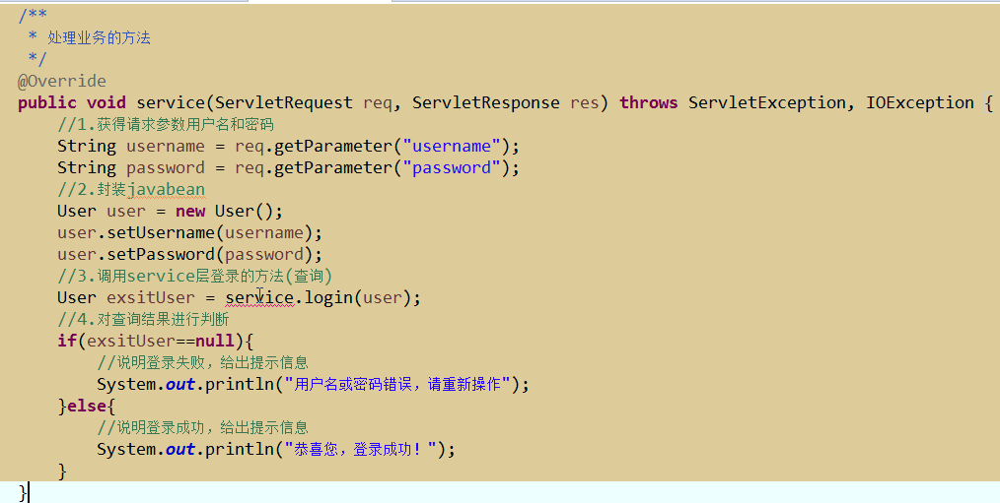 /**
 * 处理业务的方法
 */
@Override
public void service(ServletRequest req, ServletResponse res) throws ServletException, IOException {
    //1.获得请求参数用户名和密码
    String username = req.getParameter("username");
    String password = req.getParameter("password");
    //2.封装javabean
    User user = new User();
    user.setUsername(username);
    user.setPassword(password);
    //3.调用service层登录的方法(查询)
    User exsitUser = service.login(user);
    //4.对查询结果进行判断
    if(exsitUser==null){
        //说明登录失败，给出提示信息
        System.out.println("用户名或密码错误，请重新操作");
    }else{
        //说明登录成功，给出提示信息
        System.out.println("恭喜您，登录成功！");
    }
}